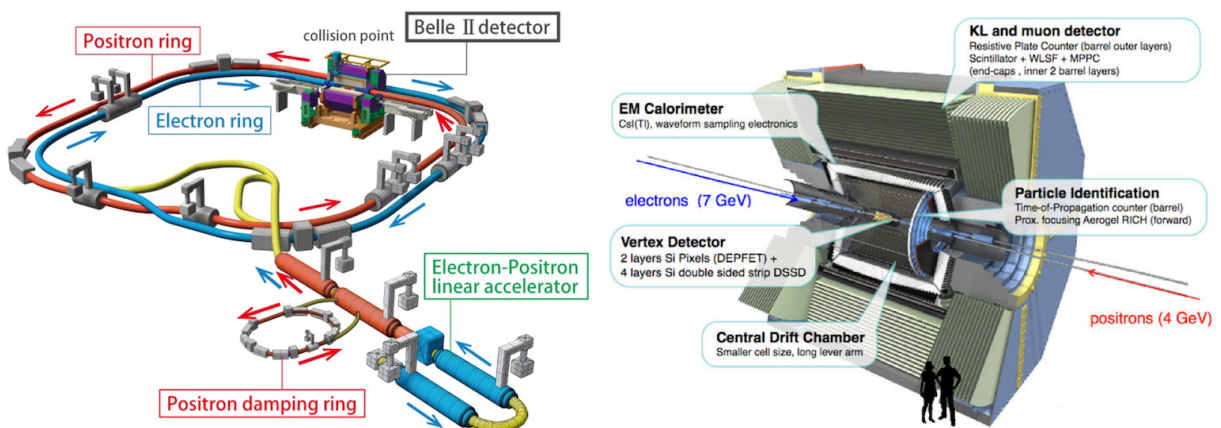 Belle Ⅱ detector
collision point
Positron ring
Electron ring
Electron-Positron
linear accelerator
Positron damping ring
KL and muon detector
Resistive Plate Counter (barrel outer layers)
Scintillator + WLSF + MPPC
(end-caps , inner 2 barrel layers)
EM Calorimeter
CsI(Tl), waveform sampling electronics
electrons (7 GeV)
Particle Identification
Time-of-Propagation counter (barrel)
Prox. focusing Aerogel RICH (forward)
Vertex Detector
2 layers Si Pixels (DEPFET) +
4 layers Si double sided strip DSSD
positrons (4 GeV)
Central Drift Chamber
Smaller cell size, long lever arm